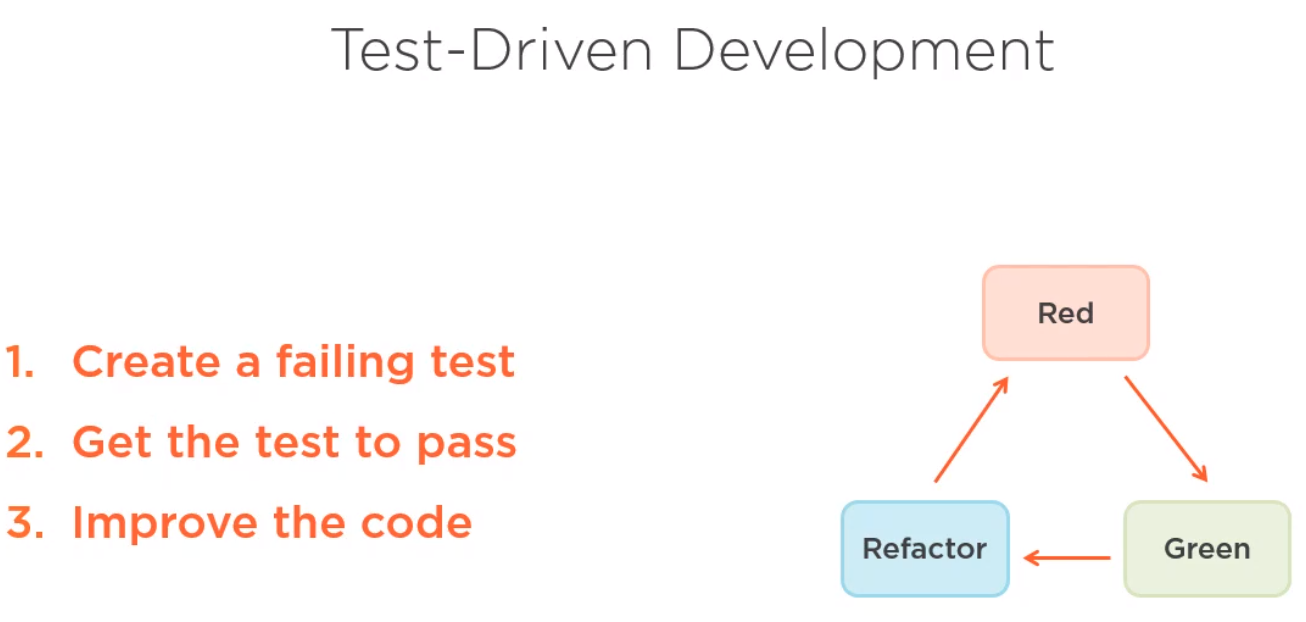 Test-Driven Development
1. Create a failing test
2. Get the test to pass
3. Improve the code
Red
Refactor
Green